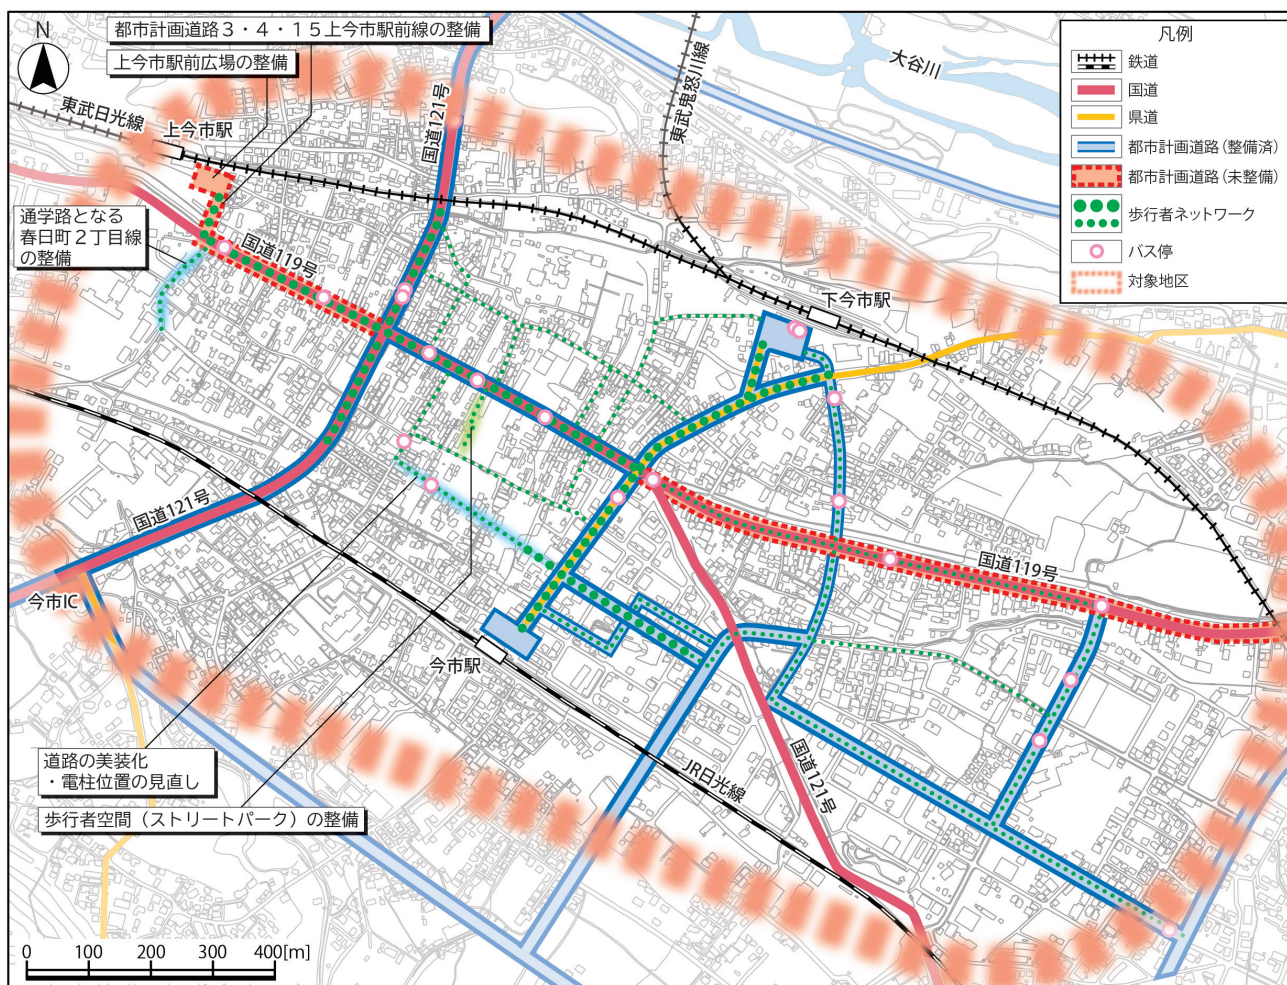 都市計画道路3・4・15上今市駅前線の整備
上今市駅前広場の整備
N
東武日光線
上今市駅
国道121号
東武鬼怒川線
大谷川
凡例
鉄道
国道
県道
都市計画道路(整備済)
都市計画道路(未整備)
歩行者ネットワーク
バス停
対象地区
通学路となる
春日町2丁目線
の整備
国道119号
下今市駅
国道121号
国道119号
今市IC
今市駅
道路の美装化
・電柱位置の見直し
JR日光線
国道121号
歩行者空間(ストリートパーク)の整備
0 100 200 300 400[m]